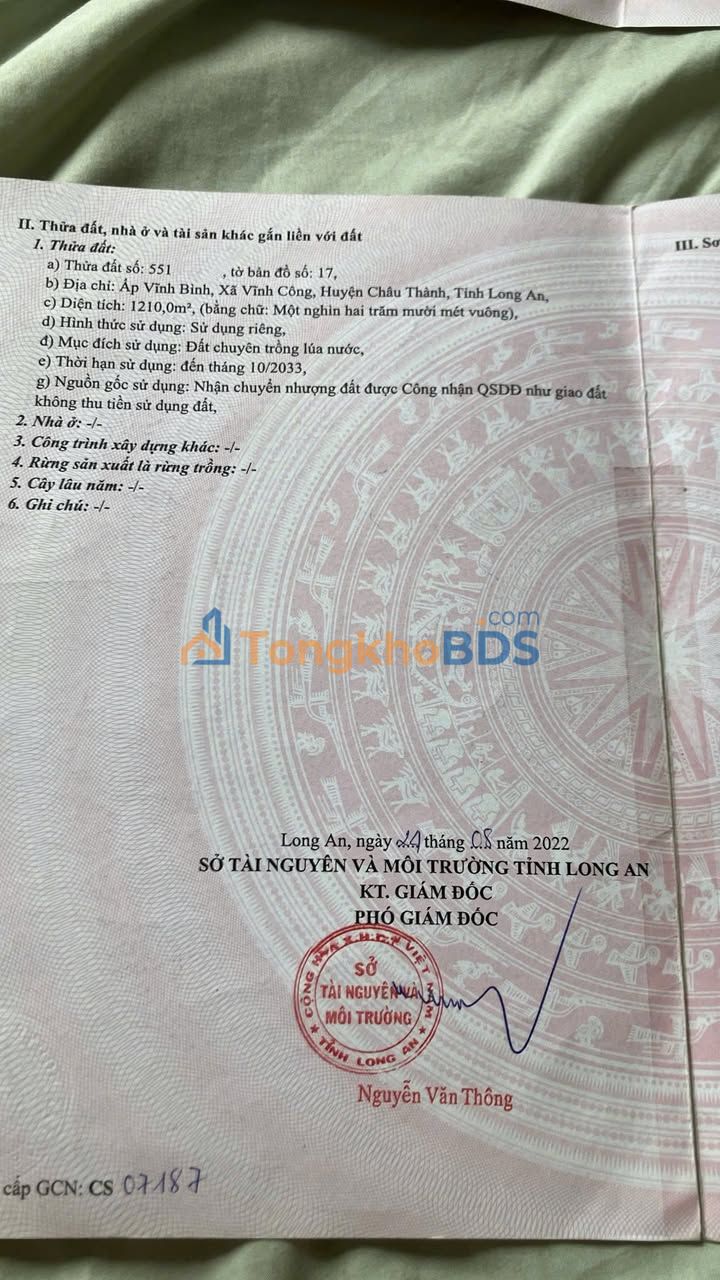 II. Thửa đất, nhà ở và tài sản khác gắn liền với đất
1. Thửa đất:
a) Thửa đất số: 551 , tờ bản đồ số: 17,
b) Địa chỉ: Ấp Vĩnh Bình, Xã Vĩnh Công, Huyện Châu Thành, Tỉnh Long An,
c) Diện tích: 1210,0m², (bằng chữ: Một nghìn hai trăm mười mét vuông),
d) Hình thức sử dụng: Sử dụng riêng,
đ) Mục đích sử dụng: Đất chuyên trồng lúa nước,
e) Thời hạn sử dụng: đến tháng 10/2033,
g) Nguồn gốc sử dụng: Nhận chuyển nhượng đất được Công nhận QSDĐ như giao đất
không thu tiền sử dụng đất,
2. Nhà ở: -/-
3. Công trình xây dựng khác: -/-
4. Rừng sản xuất là rừng trồng: -/-
5. Cây lâu năm: -/-
6. Ghi chú: -/-
III. Sơ
TongkhoBDS.com
Long An, ngày tháng 08 năm 2022
SỞ TÀI NGUYÊN VÀ MÔI TRƯỜNG TỈNH LONG AN
KT. GIÁM ĐỐC
PHÓ GIÁM ĐỐC
CỘNG HÒA X.H.C.N VIỆT NAM
SỞ
TÀI NGUYÊN VÀ
MÔI TRƯỜNG
TỈNH LONG AN
Nguyễn Văn Thông
cấp GCN: CS 07187